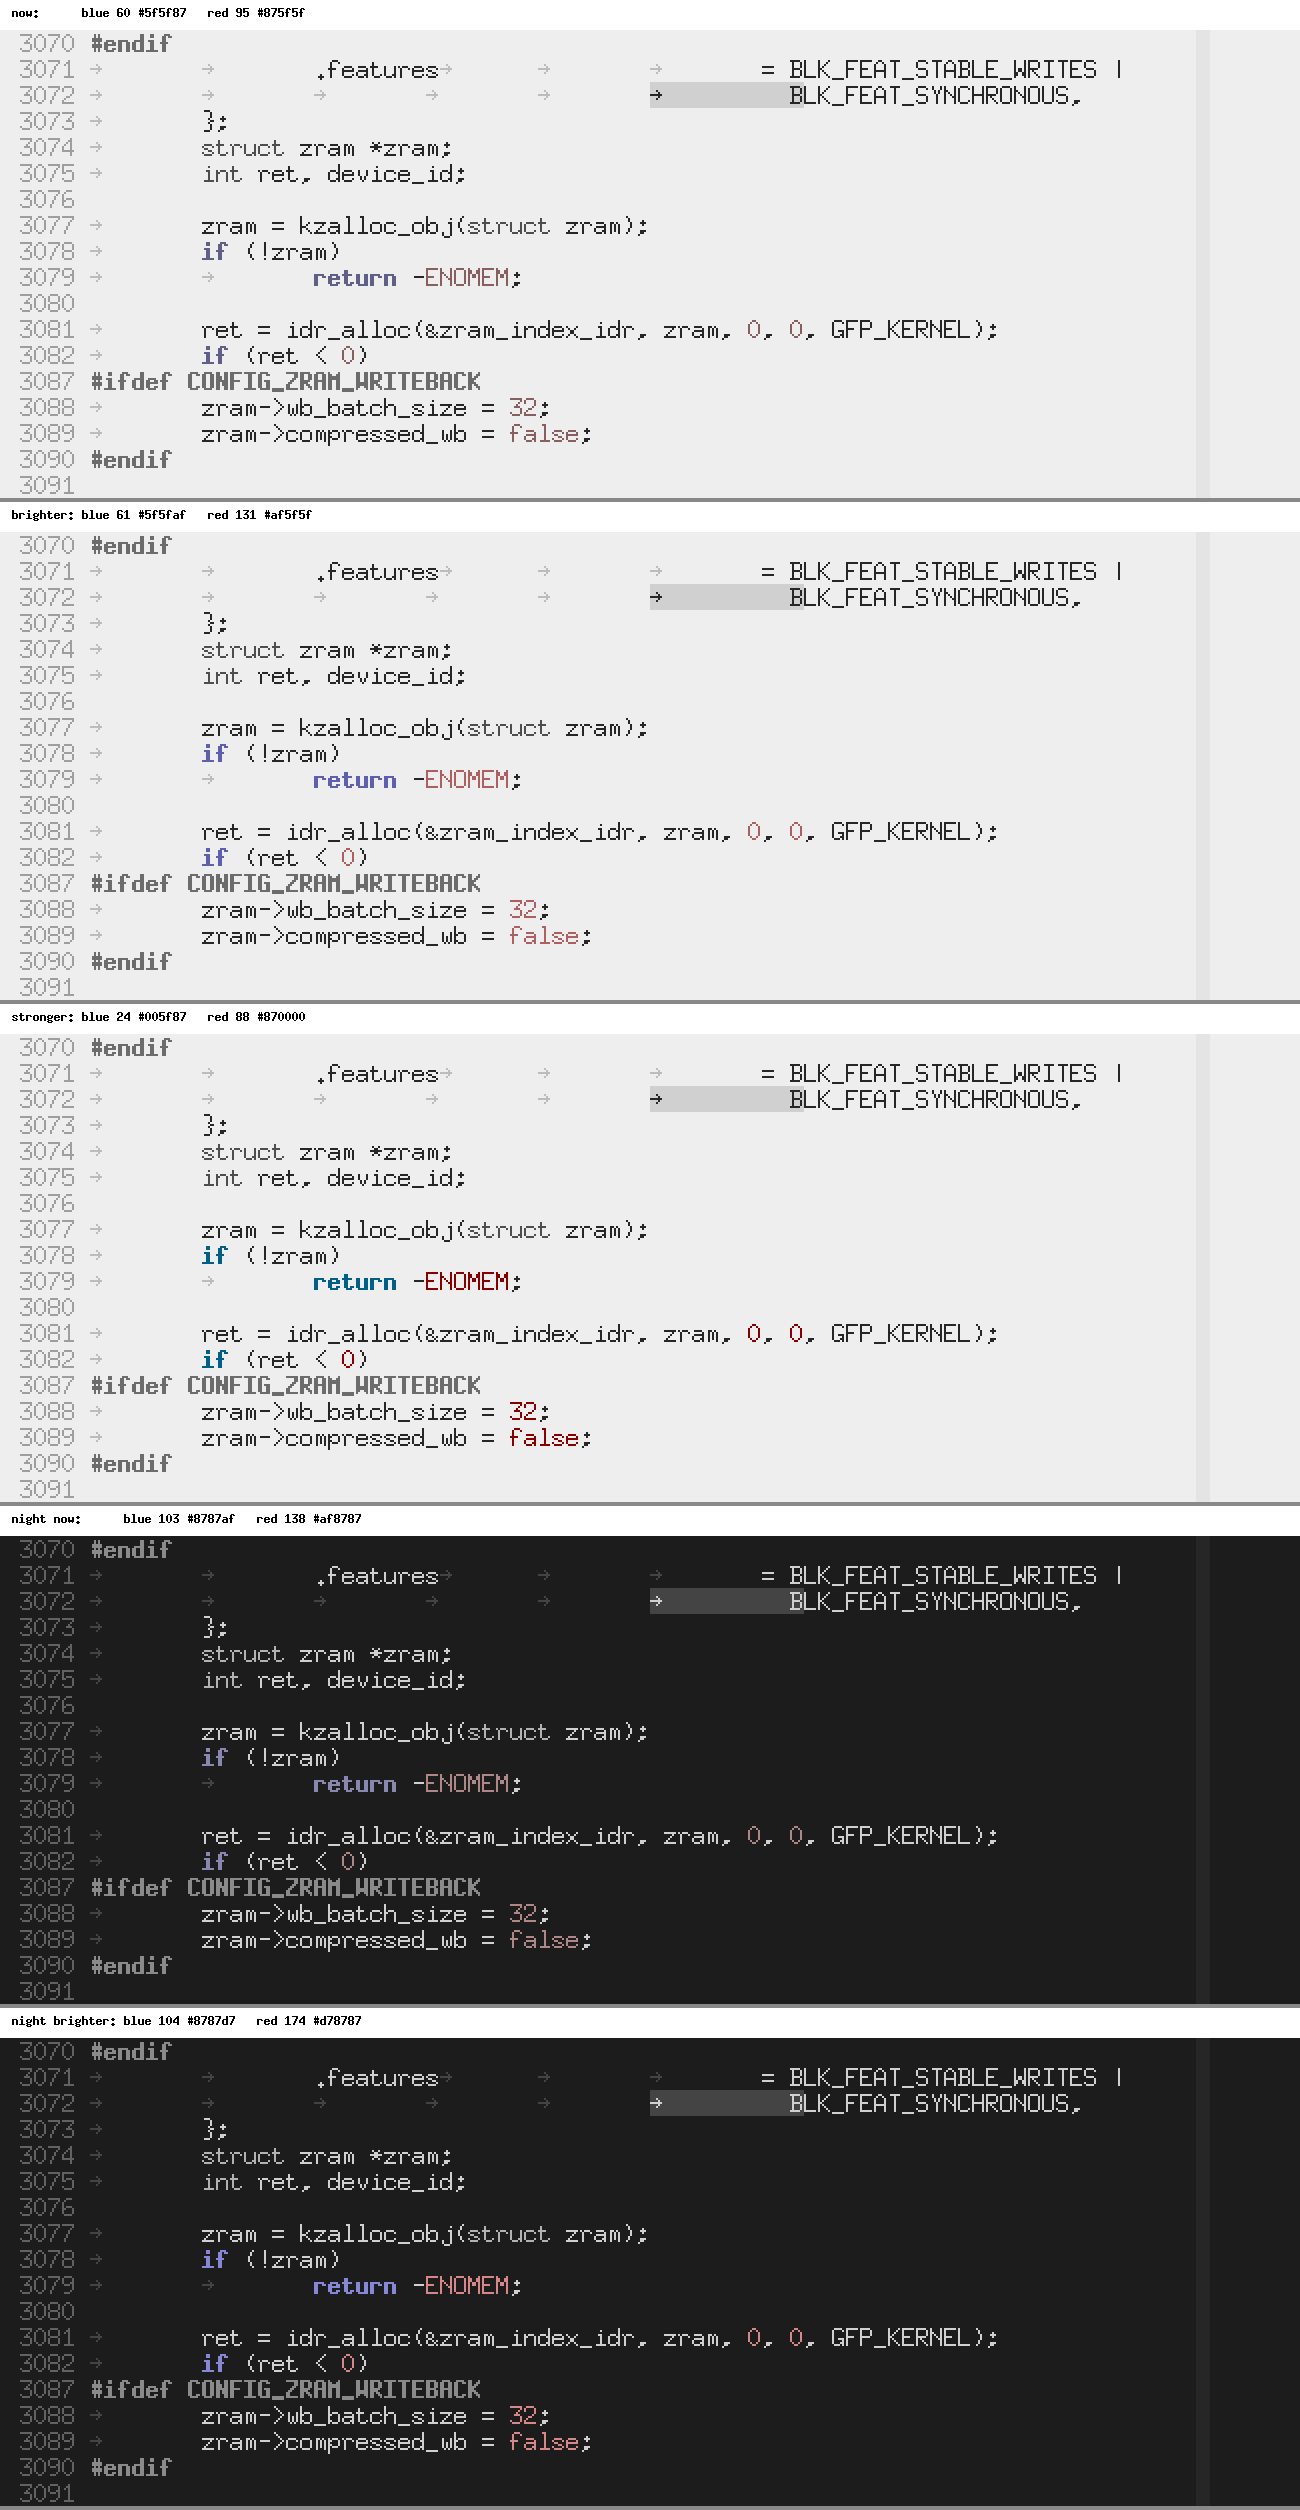 now:      blue 60 #5f5f87   red 95 #875f5f
3070 #endif
3071 →       →       .features→       →       →       = BLK_FEAT_STABLE_WRITES |
3072 →       →       →       →       →       →         BLK_FEAT_SYNCHRONOUS,
3073 →       };
3074 →       struct zram *zram;
3075 →       int ret, device_id;
3076
3077 →       zram = kzalloc_obj(struct zram);
3078 →       if (!zram)
3079 →       →       return -ENOMEM;
3080
3081 →       ret = idr_alloc(&zram_index_idr, zram, 0, 0, GFP_KERNEL);
3082 →       if (ret < 0)
3087 #ifdef CONFIG_ZRAM_WRITEBACK
3088 →       zram->wb_batch_size = 32;
3089 →       zram->compressed_wb = false;
3090 #endif
3091
brighter: blue 61 #5f5faf   red 131 #af5f5f
3070 #endif
3071 →       →       .features→       →       →       = BLK_FEAT_STABLE_WRITES |
3072 →       →       →       →       →       →         BLK_FEAT_SYNCHRONOUS,
3073 →       };
3074 →       struct zram *zram;
3075 →       int ret, device_id;
3076
3077 →       zram = kzalloc_obj(struct zram);
3078 →       if (!zram)
3079 →       →       return -ENOMEM;
3080
3081 →       ret = idr_alloc(&zram_index_idr, zram, 0, 0, GFP_KERNEL);
3082 →       if (ret < 0)
3087 #ifdef CONFIG_ZRAM_WRITEBACK
3088 →       zram->wb_batch_size = 32;
3089 →       zram->compressed_wb = false;
3090 #endif
3091
stronger: blue 24 #005f87   red 88 #870000
3070 #endif
3071 →       →       .features→       →       →       = BLK_FEAT_STABLE_WRITES |
3072 →       →       →       →       →       →         BLK_FEAT_SYNCHRONOUS,
3073 →       };
3074 →       struct zram *zram;
3075 →       int ret, device_id;
3076
3077 →       zram = kzalloc_obj(struct zram);
3078 →       if (!zram)
3079 →       →       return -ENOMEM;
3080
3081 →       ret = idr_alloc(&zram_index_idr, zram, 0, 0, GFP_KERNEL);
3082 →       if (ret < 0)
3087 #ifdef CONFIG_ZRAM_WRITEBACK
3088 →       zram->wb_batch_size = 32;
3089 →       zram->compressed_wb = false;
3090 #endif
3091
night now:      blue 103 #8787af   red 138 #af8787
3070 #endif
3071 →       →       .features→       →       →       = BLK_FEAT_STABLE_WRITES |
3072 →       →       →       →       →       →         BLK_FEAT_SYNCHRONOUS,
3073 →       };
3074 →       struct zram *zram;
3075 →       int ret, device_id;
3076
3077 →       zram = kzalloc_obj(struct zram);
3078 →       if (!zram)
3079 →       →       return -ENOMEM;
3080
3081 →       ret = idr_alloc(&zram_index_idr, zram, 0, 0, GFP_KERNEL);
3082 →       if (ret < 0)
3087 #ifdef CONFIG_ZRAM_WRITEBACK
3088 →       zram->wb_batch_size = 32;
3089 →       zram->compressed_wb = false;
3090 #endif
3091
night brighter: blue 104 #8787d7   red 174 #d78787
3070 #endif
3071 →       →       .features→       →       →       = BLK_FEAT_STABLE_WRITES |
3072 →       →       →       →       →       →         BLK_FEAT_SYNCHRONOUS,
3073 →       };
3074 →       struct zram *zram;
3075 →       int ret, device_id;
3076
3077 →       zram = kzalloc_obj(struct zram);
3078 →       if (!zram)
3079 →       →       return -ENOMEM;
3080
3081 →       ret = idr_alloc(&zram_index_idr, zram, 0, 0, GFP_KERNEL);
3082 →       if (ret < 0)
3087 #ifdef CONFIG_ZRAM_WRITEBACK
3088 →       zram->wb_batch_size = 32;
3089 →       zram->compressed_wb = false;
3090 #endif
3091